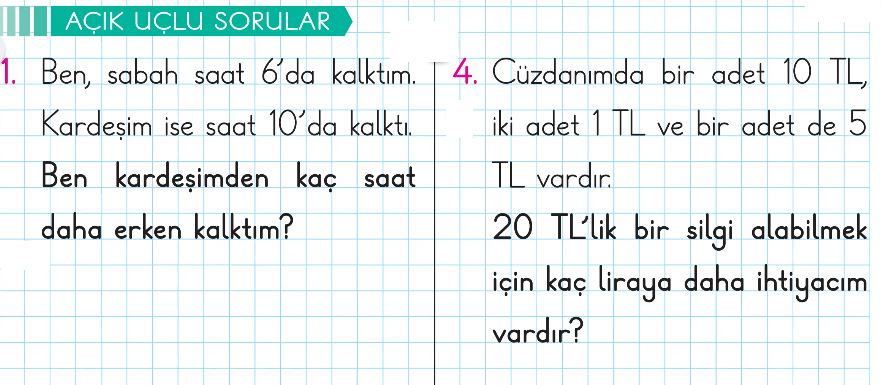 AÇIK UÇLU SORULAR
1. Ben, sabah saat 6'da kalktım.
Kardeşim ise saat 10'da kalktı.
Ben kardeşimden kaç saat
daha erken kalktım?
4. Cüzdanımda bir adet 10 TL,
iki adet 1 TL ve bir adet de 5
TL vardır.
20 TL'lik bir silgi alabilmek
için kaç liraya daha ihtiyacım
vardır?